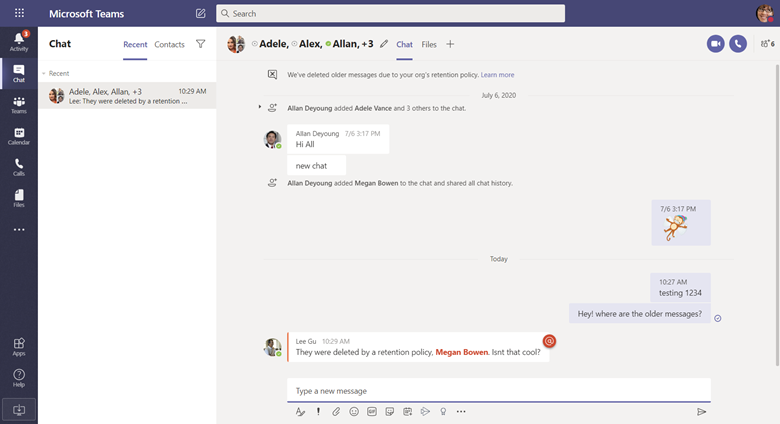 Microsoft Teams
Search
3
Activity
Chat
Teams
Calendar
Calls
Files
Apps
Help
Chat
Recent
Contacts
Recent
Adele, Alex, Allan, +3
10:29 AM
Lee: They were deleted by a retention ...
Adele, Alex, Allan, +3
Chat
Files
6
We've deleted older messages due to your org's retention policy. Learn more
July 6, 2020
Allan Deyoung added Adele Vance and 3 others to the chat.
Allan Deyoung 7/6 3:17 PM
Hi All
new chat
Allan Deyoung added Megan Bowen to the chat and shared all chat history.
7/6 3:17 PM
Today
10:27 AM
testing 1234
Hey! where are the older messages?
Lee Gu 10:29 AM
@
They were deleted by a retention policy, Megan Bowen. Isnt that cool?
Type a new message
GIF